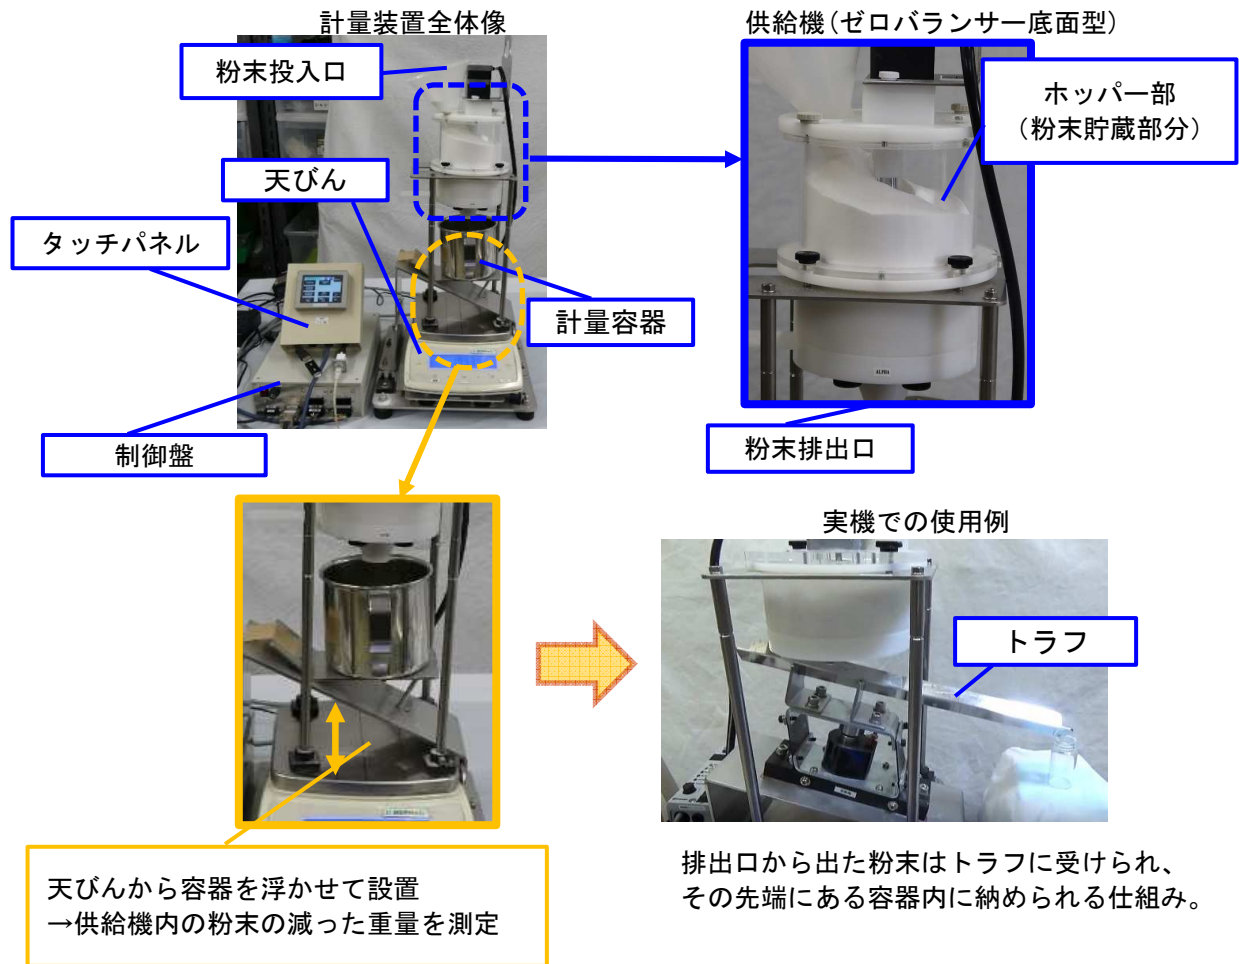 計量装置全体像
供給機（ゼロバランサー底面型）
粉末投入口
ホッパー部
（粉末貯蔵部分）
天びん
タッチパネル
計量容器
ALPHA
制御盤
粉末排出口
実機での使用例
トラフ
天びんから容器を浮かせて設置
→供給機内の粉末の減った重量を測定
排出口から出た粉末はトラフに受けられ、
その先端にある容器内に納められる仕組み。